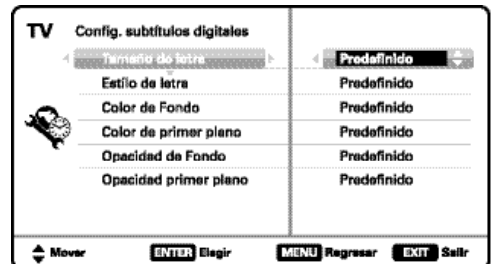 TV Config. subtítulos digitales
Tamaño de letra Predefinido
Estilo de letra Predefinido
Color de Fondo Predefinido
Color de primer plano Predefinido
Opacidad de Fondo Predefinido
Opacidad primer plano Predefinido
Mover ENTER Elegir MENU Regresar EXIT Salir